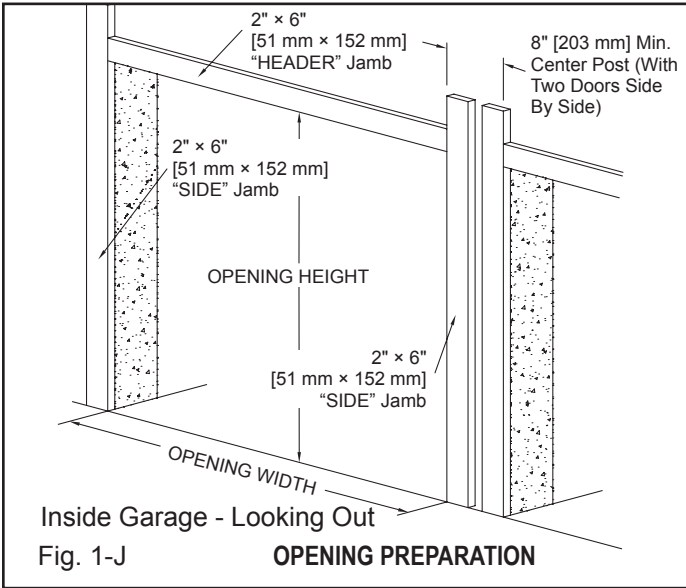 2" × 6"
[51 mm × 152 mm]
“HEADER” Jamb
8" [203 mm] Min.
Center Post (With
Two Doors Side
By Side)
2" × 6"
[51 mm × 152 mm]
“SIDE” Jamb
OPENING HEIGHT
2" × 6"
[51 mm × 152 mm]
“SIDE” Jamb
OPENING WIDTH
Inside Garage - Looking Out
Fig. 1-J OPENING PREPARATION